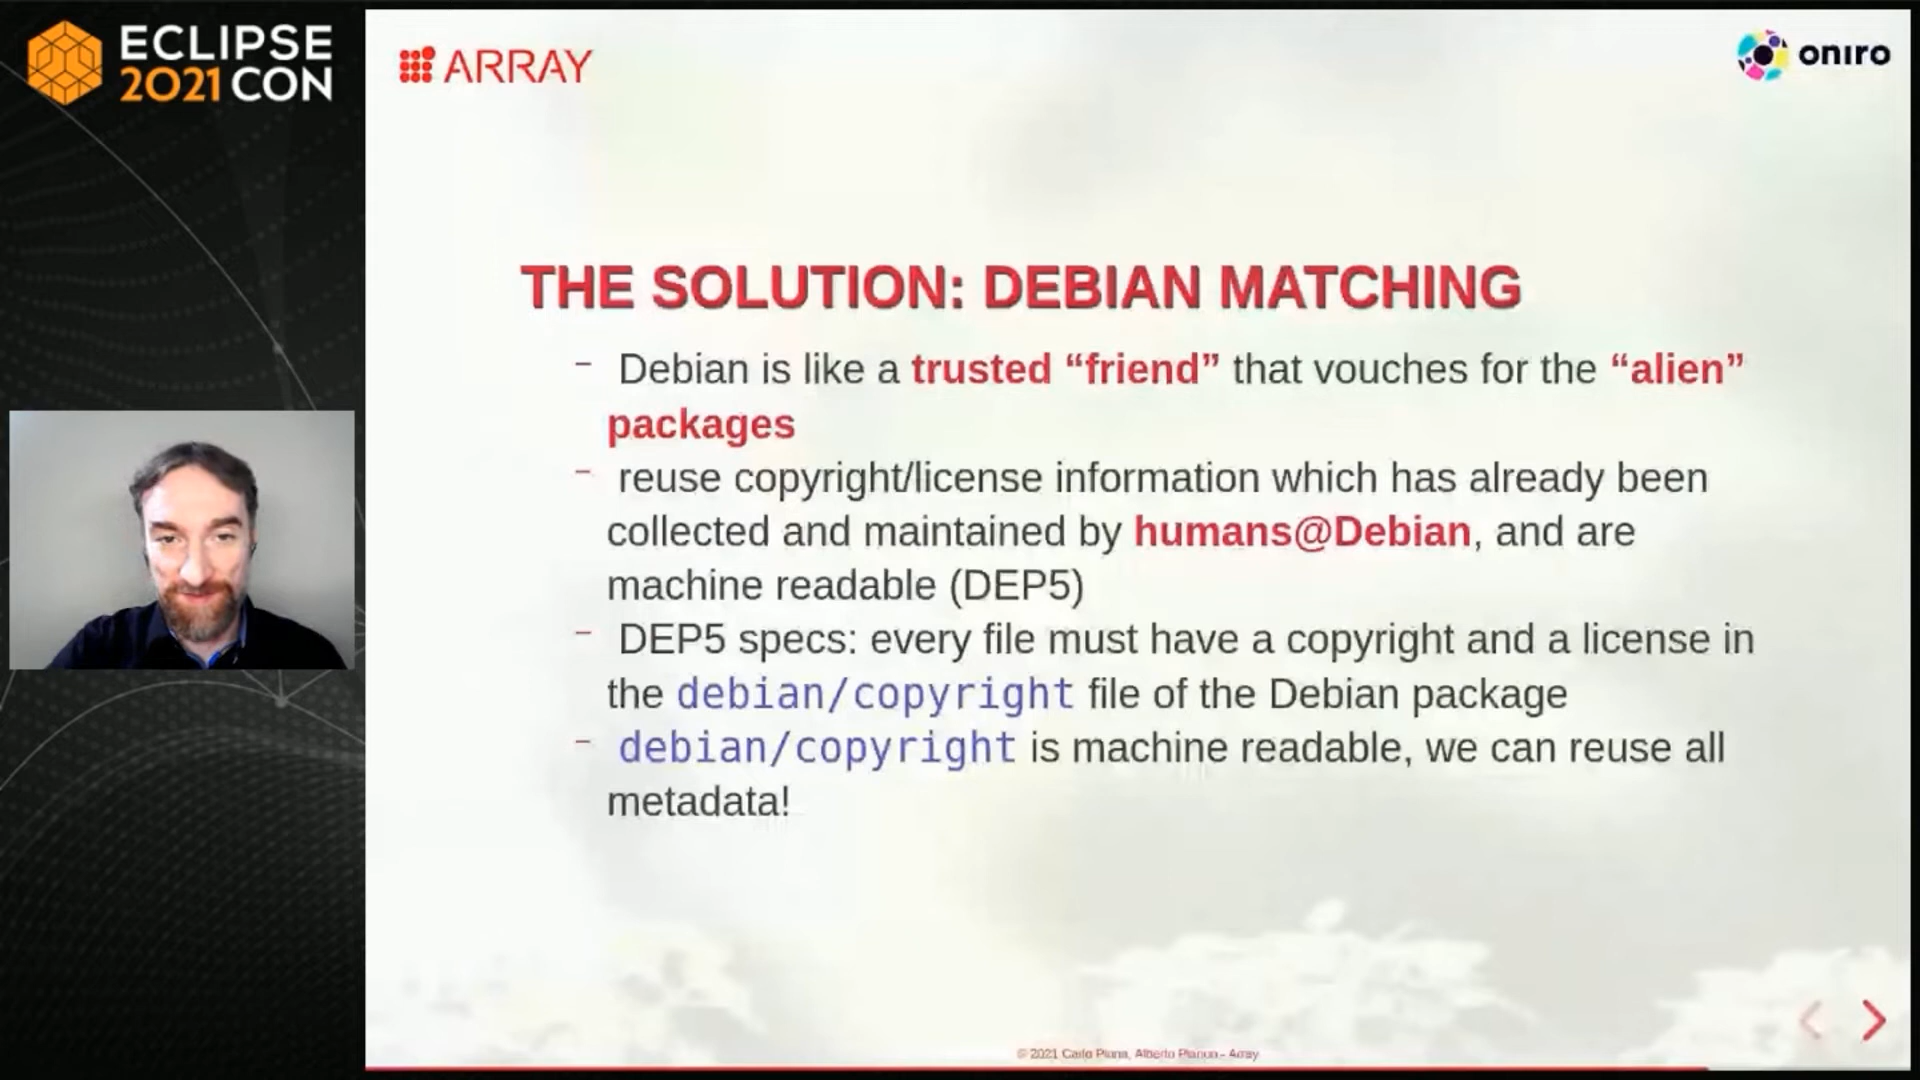 ECLIPSE
2021 CON
ARRAY
oniro
THE SOLUTION: DEBIAN MATCHING
– Debian is like a trusted “friend” that vouches for the “alien”
packages
– reuse copyright/license information which has already been
collected and maintained by humans@Debian, and are
machine readable (DEP5)
– DEP5 specs: every file must have a copyright and a license in
the debian/copyright file of the Debian package
– debian/copyright is machine readable, we can reuse all
metadata!
© 2021 Carlo Piana, Alberto Pianon - Array